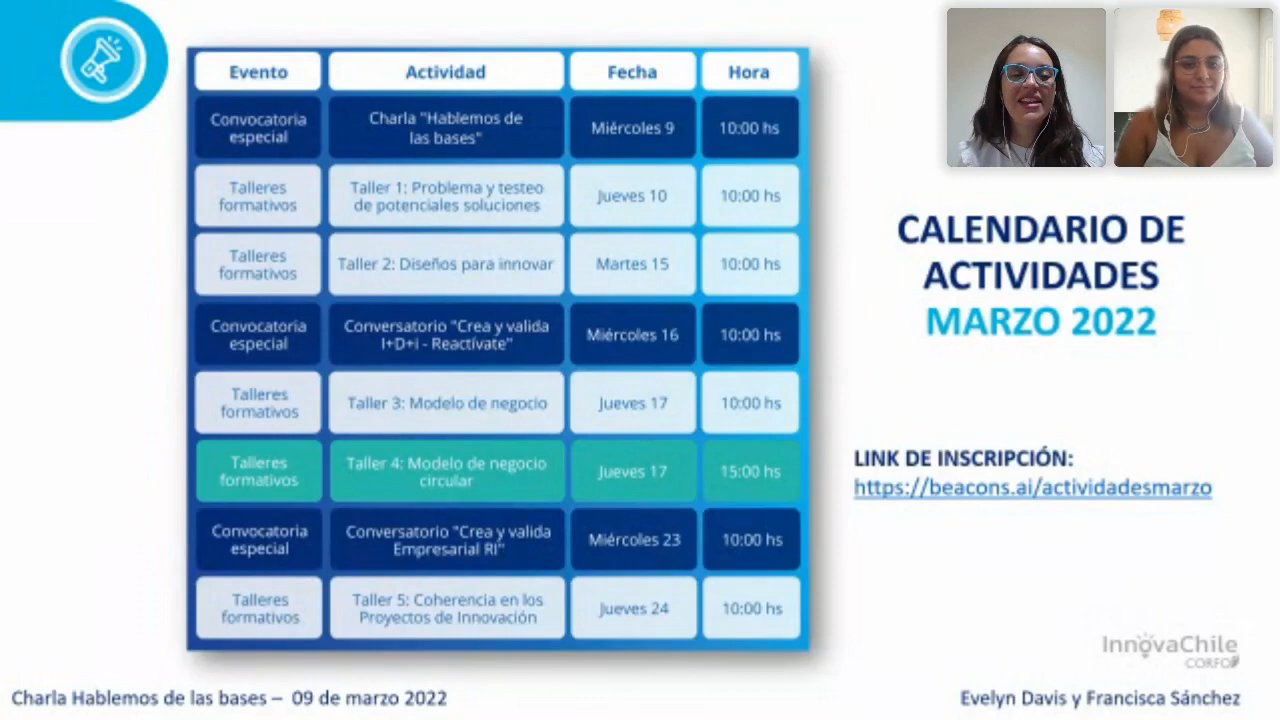 Evento Actividad Fecha Hora
Convocatoria especial Charla "Hablemos de las bases" Miércoles 9 10:00 hs
Talleres formativos Taller 1: Problema y testeo de potenciales soluciones Jueves 10 10:00 hs
Talleres formativos Taller 2: Diseños para innovar Martes 15 10:00 hs
Convocatoria especial Conversatorio "Crea y valida I+D+i - Reactívate" Miércoles 16 10:00 hs
Talleres formativos Taller 3: Modelo de negocio Jueves 17 10:00 hs
Talleres formativos Taller 4: Modelo de negocio circular Jueves 17 15:00 hs
Convocatoria especial Conversatorio "Crea y valida Empresarial RI" Miércoles 23 10:00 hs
Talleres formativos Taller 5: Coherencia en los Proyectos de Innovación Jueves 24 10:00 hs
CALENDARIO DE
ACTIVIDADES
MARZO 2022
LINK DE INSCRIPCIÓN:
https://beacons.ai/actividadesmarzo
InnovaChile
CORFO
Charla Hablemos de las bases – 09 de marzo 2022
Evelyn Davis y Francisca Sánchez